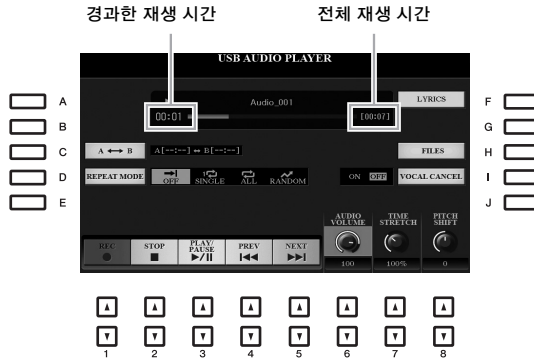 경과한 재생 시간
전체 재생 시간
USB AUDIO PLAYER
Audio_001
LYRICS
00:01
[00:07]
A
B
C
D
E
F
G
H
I
J
A ⟷ B
A[--:--] ↔ B[--:--]
FILES
REPEAT MODE
OFF
SINGLE
ALL
RANDOM
ON OFF
VOCAL CANCEL
AUDIO VOLUME
TIME STRETCH
PITCH SHIFT
REC
STOP
PLAY/PAUSE
PREV
NEXT
100
100%
0
1 2 3 4 5 6 7 8